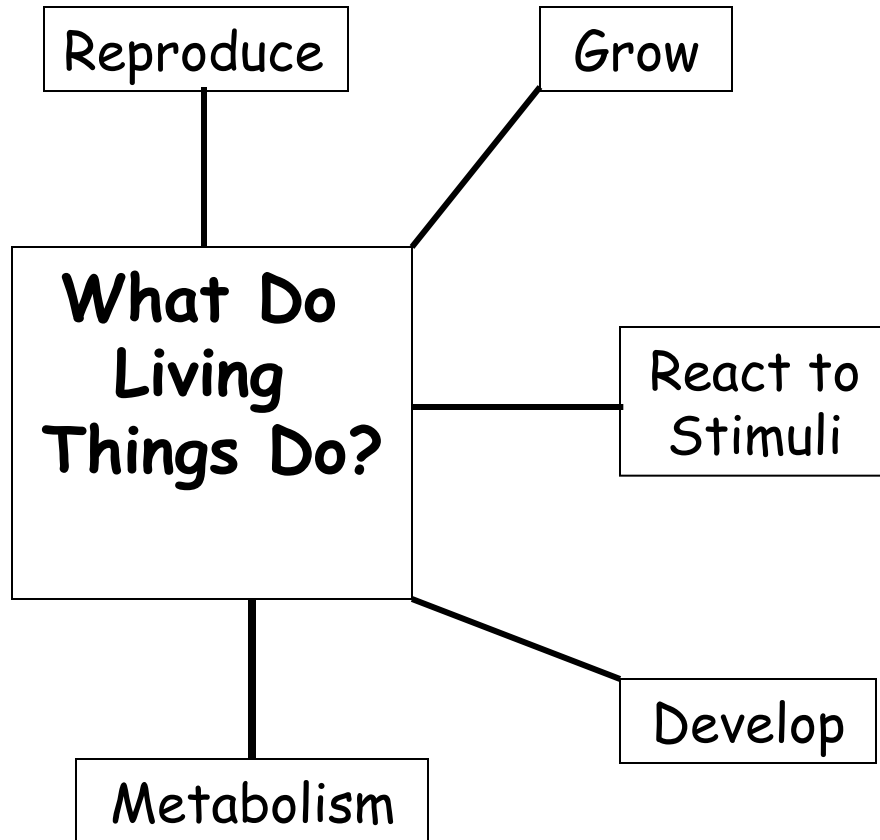 Reproduce
Grow
What Do
Living
Things Do?
React to
Stimuli
Develop
Metabolism